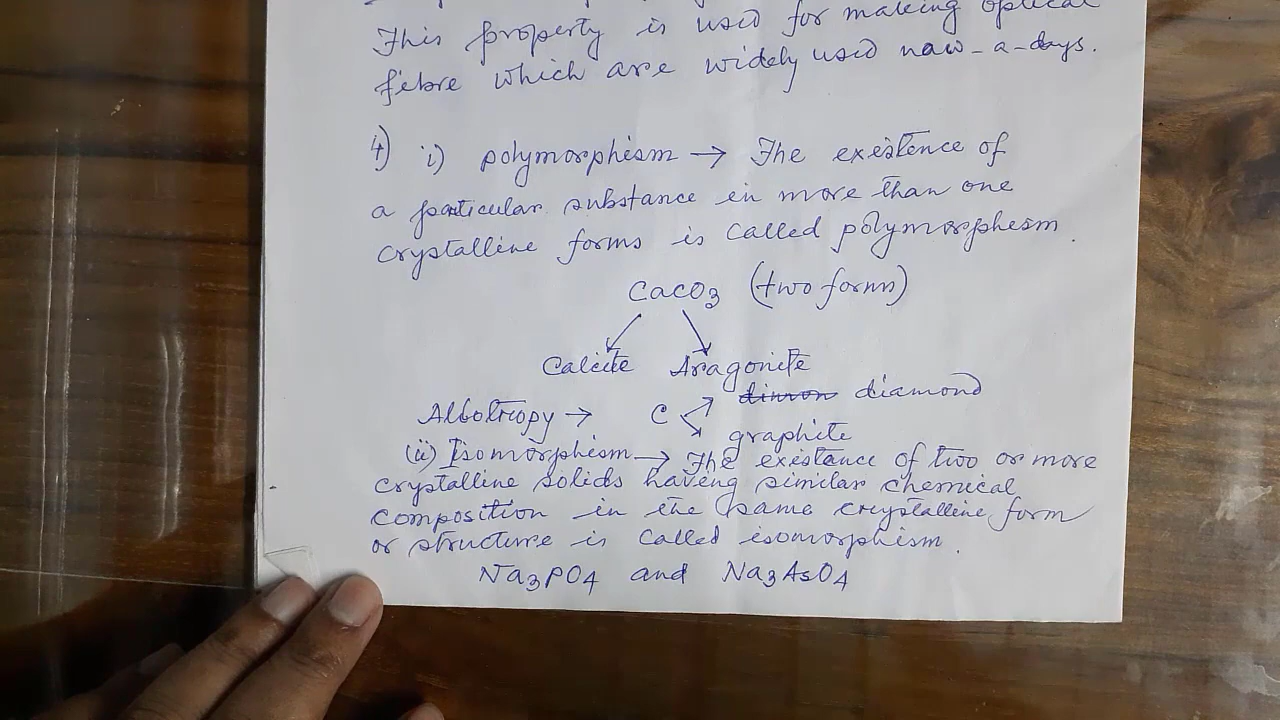 This property is used for making optical
fibre which are widely used now-a-days.
4) i) polymorphism → The existence of
a particular substance in more than one
crystalline forms is called polymorphism.
CaCO3 (two forms)
Calcite Aragonite
diamond
Allotropy → C
graphite
(ii) Isomorphism → The existance of two or more
crystalline solids having similar chemical
composition in the same crystalline form
or structure is called isomorphism.
Na3PO4 and Na3AsO4